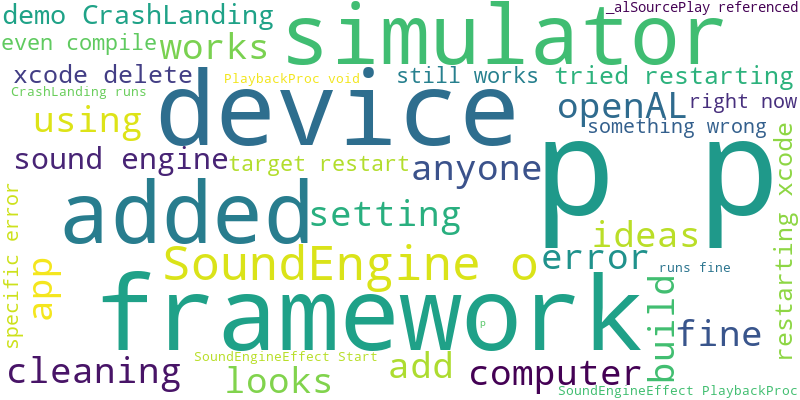 demo CrashLanding
simulator
_alSourcePlay referenced
even compile
works
xcode delete
PlaybackProc void
still works
tried restarting
CrashLanding runs
device
openAL
right now
using
something wrong
sound engine
target restart
anyone
p p
added
setting
ideas
restarting xcode
specific error
app
SoundEngine o
error
runs fine
framework
build
fine
p
cleaning
SoundEngineEffect Start
looks
add
computer
SoundEngineEffect PlaybackProc